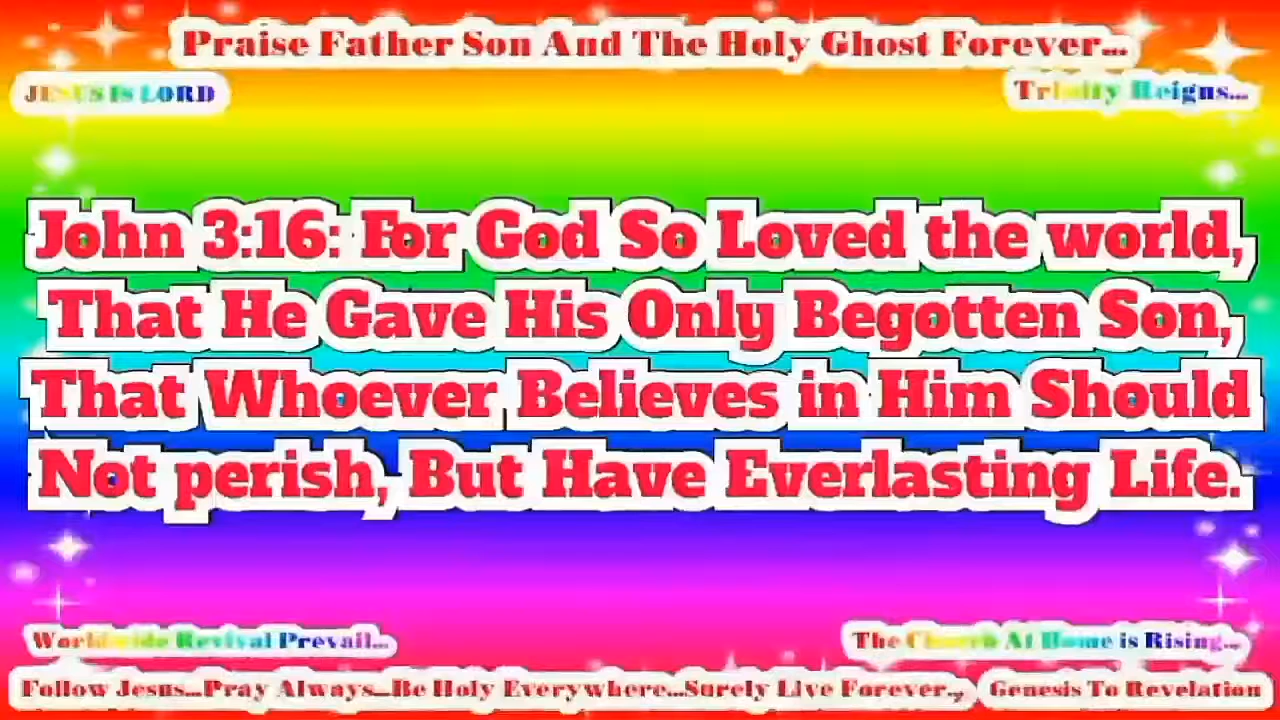 Praise Father Son And The Holy Ghost Forever...
JESUS IS LORD
Trinity Reigns...
John 3:16: For God So Loved the world,
That He Gave His Only Begotten Son,
That Whoever Believes in Him Should
Not perish, But Have Everlasting Life.
Worldwide Revival Prevail...
The Church At Home is Rising...
Follow Jesus...Pray Always...Be Holy Everywhere...Surely Live Forever..,
Genesis To Revelation